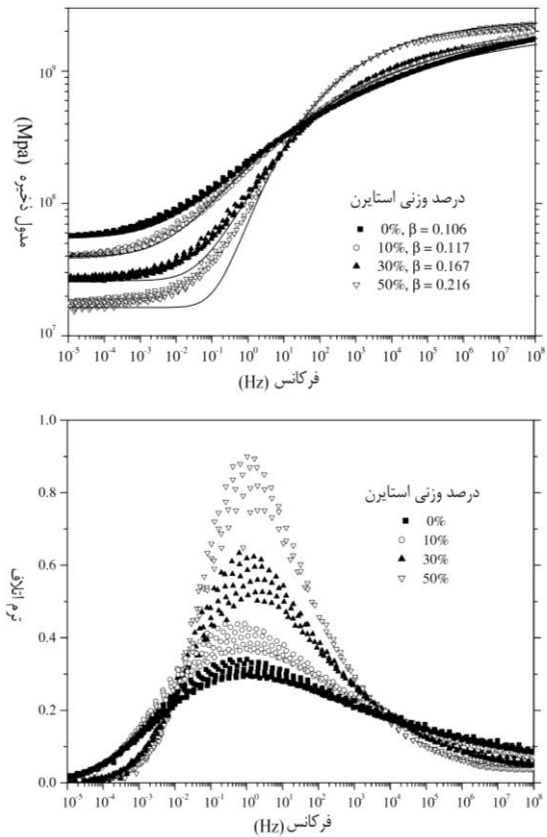 10⁹
10⁸
10⁷
مدول ذخیره (Mpa)
درصد وزنی استایرن
0%, β = 0.106
10%, β = 0.117
30%, β = 0.167
50%, β = 0.216
10⁻⁵ 10⁻⁴ 10⁻³ 10⁻² 10⁻¹ 10⁰ 10¹ 10² 10³ 10⁴ 10⁵ 10⁶ 10⁷ 10⁸
فرکانس (Hz)
1.0
0.8
0.6
0.4
0.2
0.0
ترم اتلاف
درصد وزنی استایرن
0%
10%
30%
50%
10⁻⁵ 10⁻⁴ 10⁻³ 10⁻² 10⁻¹ 10⁰ 10¹ 10² 10³ 10⁴ 10⁵ 10⁶ 10⁷ 10⁸
فرکانس (Hz)